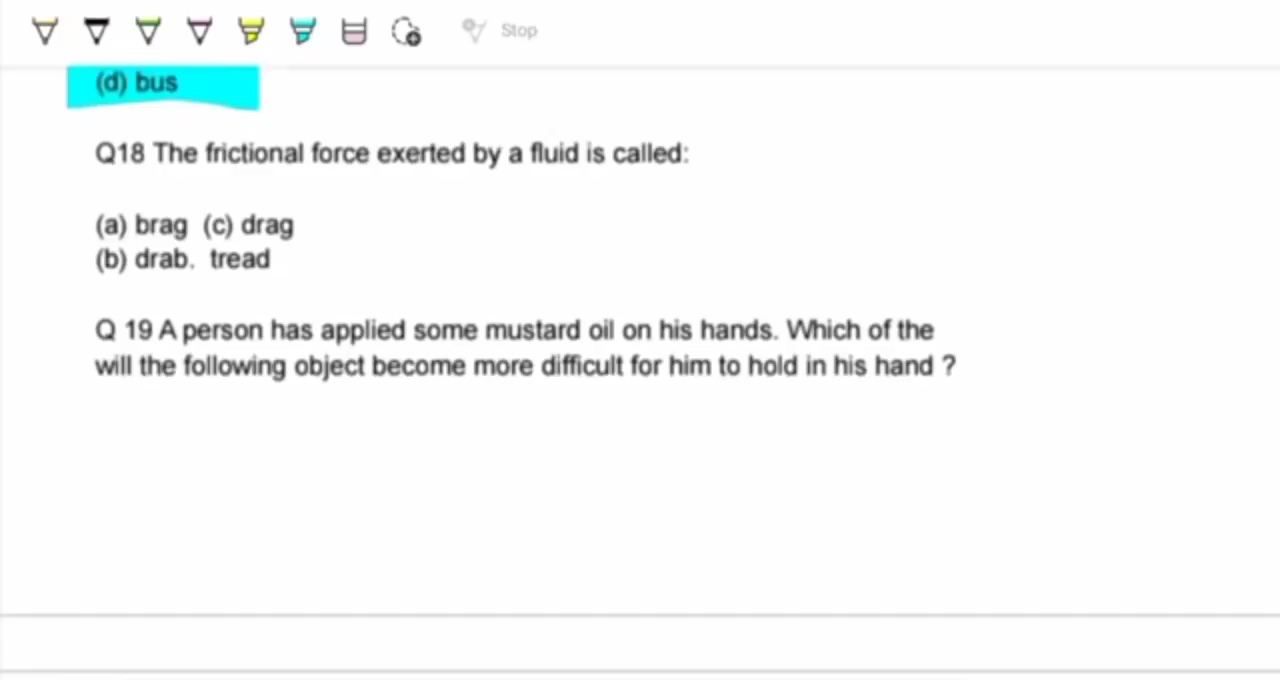 Stop
(d) bus
Q18 The frictional force exerted by a fluid is called:
(a) brag (c) drag
(b) drab. tread
Q 19 A person has applied some mustard oil on his hands. Which of the
will the following object become more difficult for him to hold in his hand ?